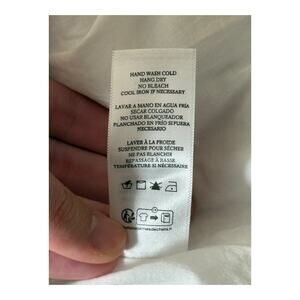 HAND WASH COLD
HANG DRY
NO BLEACH
COOL IRON IF NECESSARY
LAVAR A MANO EN AGUA FRÍA
SECAR COLGADO
NO USAR BLANQUEADOR
PLANCHADO EN FRIO SI FUERA
NECESARIO
LAVER À LA FROIDE
SUSPENDRE POUR SÉCHER
NE PAS BLANCHIR
REPASSAGE À BASSE
TEMPÉRATURE SI NÉCESSAIRE